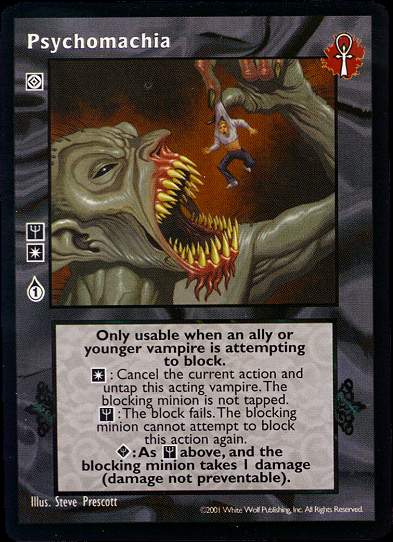 Psychomachia
1
Only usable when an ally or
younger vampire is attempting
to block.
: Cancel the current action and
untap this acting vampire. The
blocking minion is not tapped.
: The block fails. The blocking
minion cannot attempt to block
this action again.
: As above, and the
blocking minion takes 1 damage
(damage not preventable).
Illus. Steve Prescott
©2001 White Wolf Publishing, Inc. All Rights Reserved.